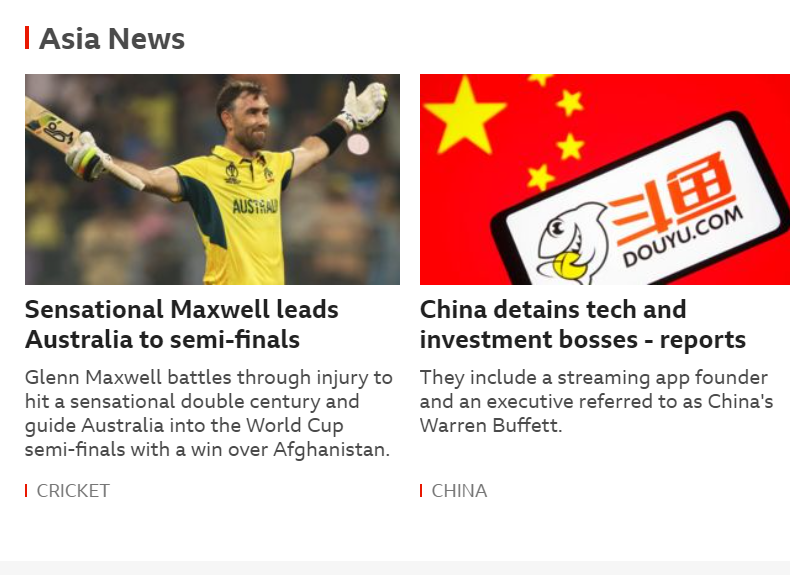 Asia News
AUSTRALI
斗鱼
DOUYU.COM
Sensational Maxwell leads
Australia to semi-finals
Glenn Maxwell battles through injury to
hit a sensational double century and
guide Australia into the World Cup
semi-finals with a win over Afghanistan.
CRICKET
China detains tech and
investment bosses - reports
They include a streaming app founder
and an executive referred to as China's
Warren Buffett.
CHINA